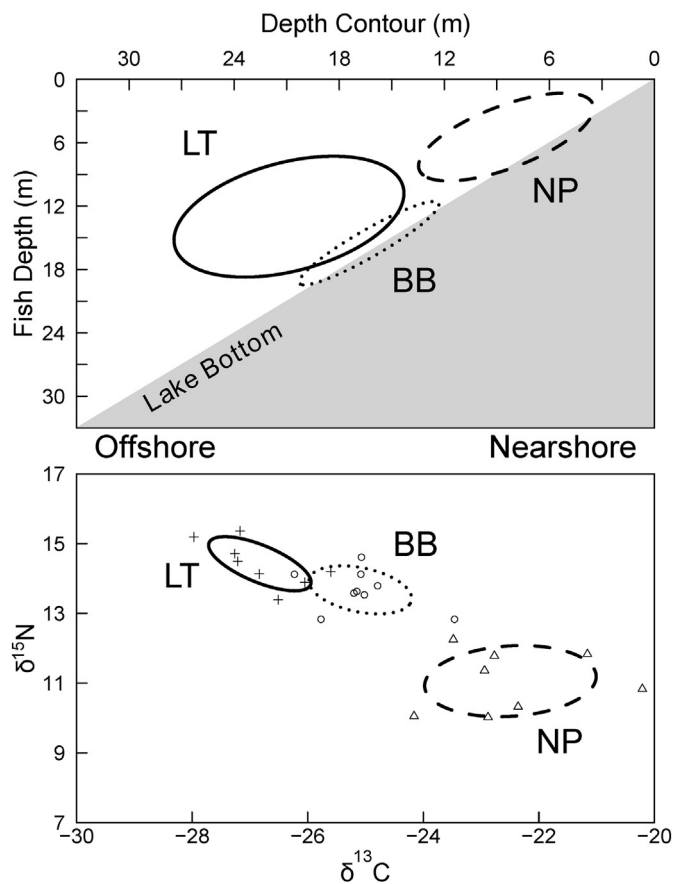 Depth Contour (m)
30 24 18 12 6 0
0
6
12
18
24
30
Fish Depth (m)
LT
NP
BB
Lake Bottom
Offshore Nearshore
17
15
13
11
9
7
δ¹⁵N
LT
BB
NP
−30 −28 −26 −24 −22 −20
δ¹³C